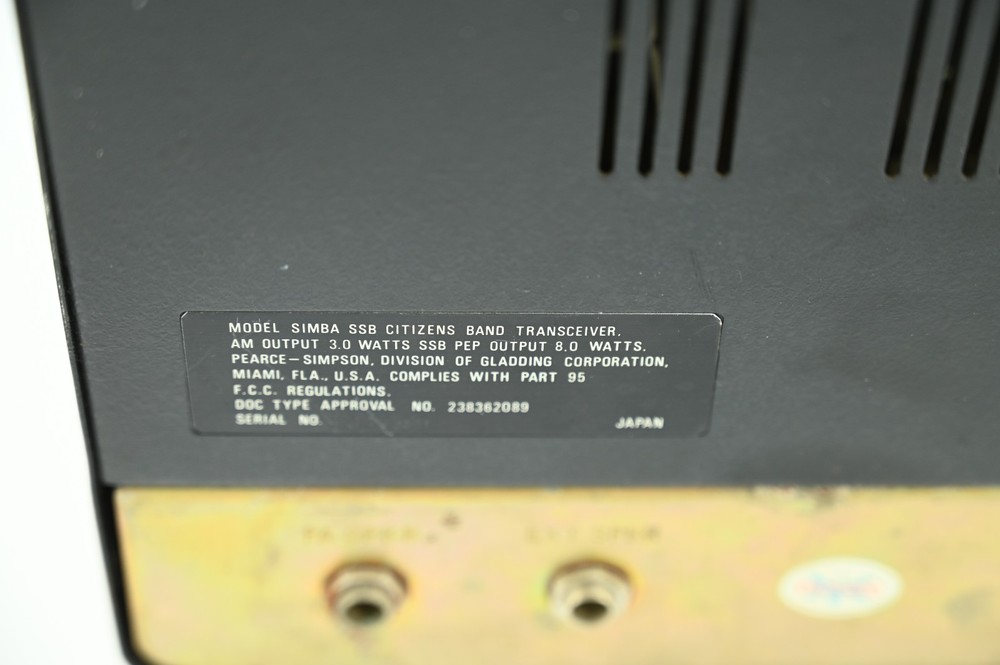 MODEL SIMBA SSB CITIZENS BAND TRANSCEIVER.
AM OUTPUT 3.0 WATTS SSB PEP OUTPUT 8.0 WATTS.
PEARCE–SIMPSON, DIVISION OF GLADDING CORPORATION,
MIAMI, FLA., U.S.A. COMPLIES WITH PART 95
F.C.C. REGULATIONS.
DOC TYPE APPROVAL NO. 238362089
SERIAL NO. JAPAN